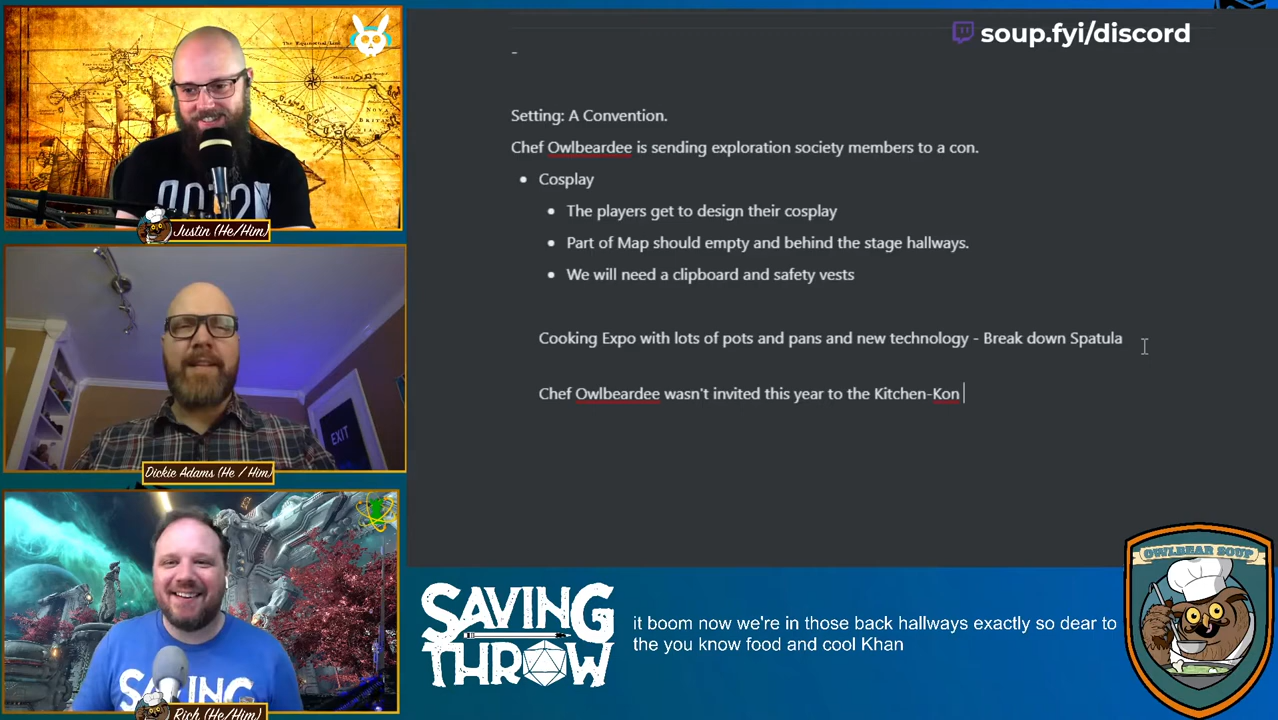 soup.fyi/discord
-
Setting: A Convention.
Chef Owlbeardee is sending exploration society members to a con.
• Cosplay
• The players get to design their cosplay
• Part of Map should empty and behind the stage hallways.
• We will need a clipboard and safety vests
Cooking Expo with lots of pots and pans and new technology - Break down Spatula
Chef Owlbeardee wasn't invited this year to the Kitchen-Kon
Justin (He/Him)
EXIT
Dickie Adams (He / Him)
SAVING
Rich (He/Him)
SAVING
THROW
it boom now we're in those back hallways exactly so dear to
the you know food and cool Khan
OWLBEAR SOUP